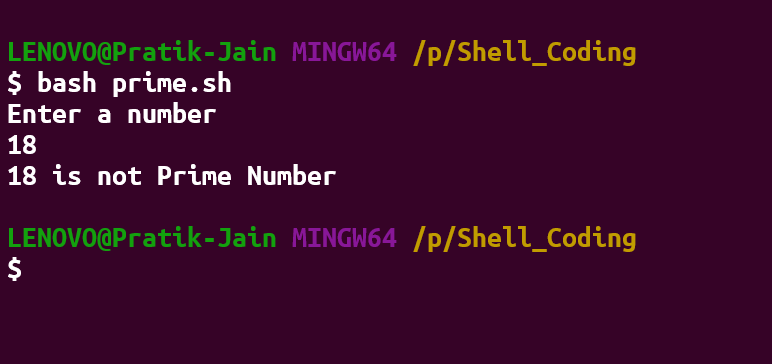 LENOVO@Pratik-Jain MINGW64 /p/Shell_Coding
$ bash prime.sh
Enter a number
18
18 is not Prime Number
LENOVO@Pratik-Jain MINGW64 /p/Shell_Coding
$